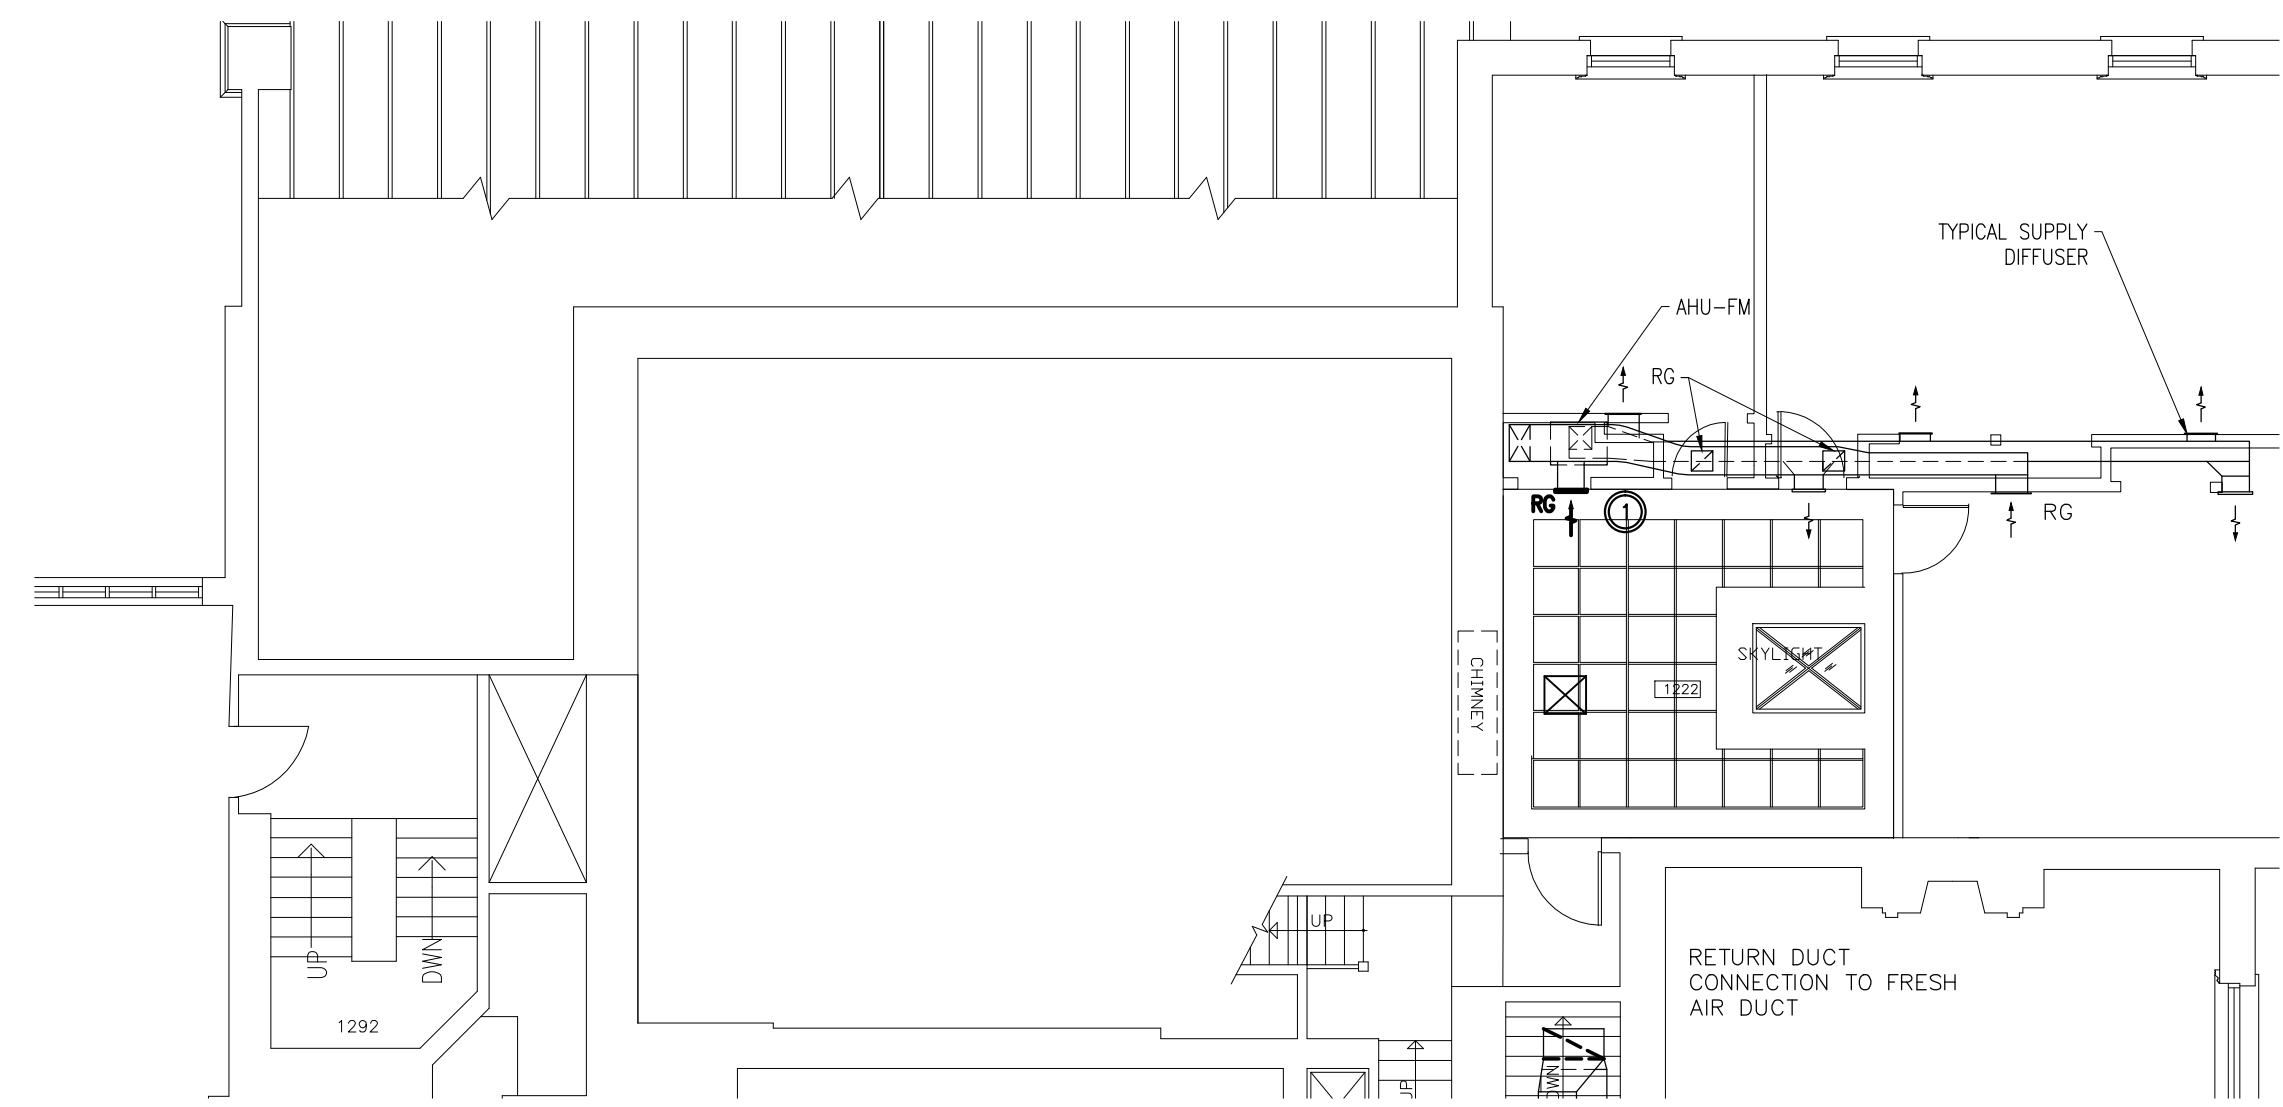 TYPICAL SUPPLY
DIFFUSER
AHU-FM
RG
RG
1
RG
SKYLIGHT
CHIMNEY
1222
UP
UP
DWN
RETURN DUCT
CONNECTION TO FRESH
AIR DUCT
1292
UP
DWN